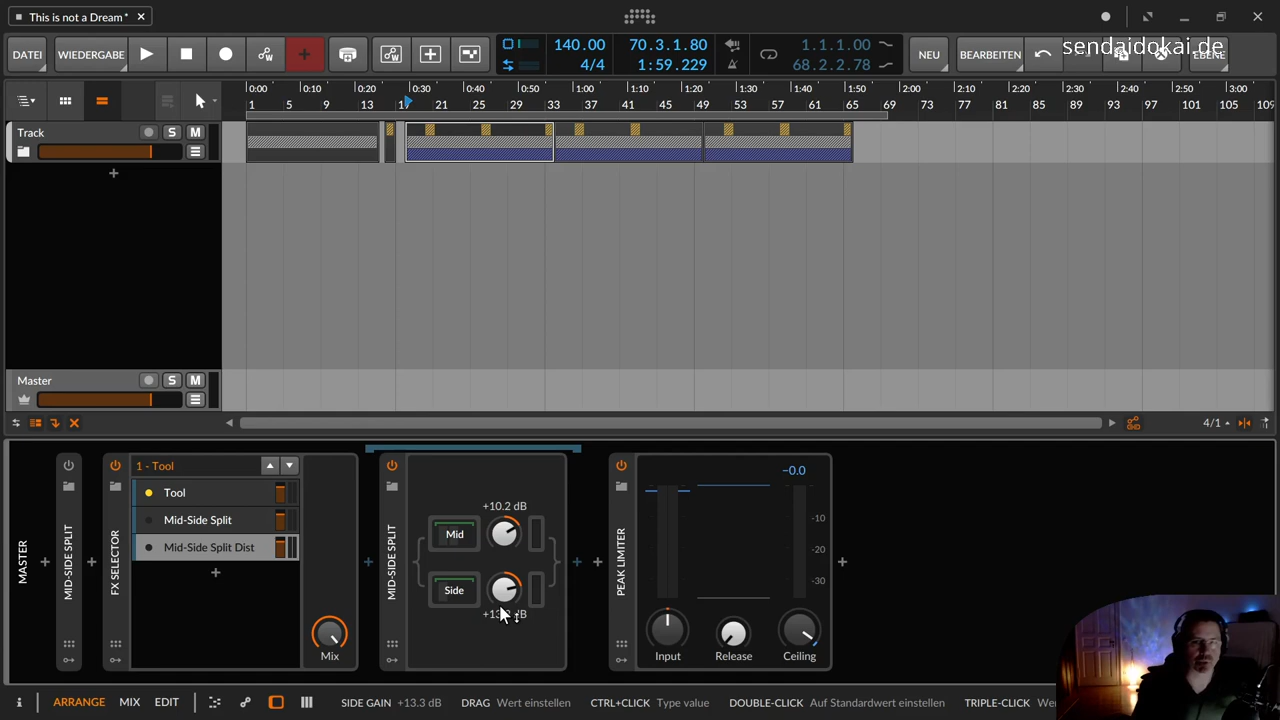 This is not a Dream*
sendaidokai.de
DATEI
WIEDERGABE
140.00
4/4
70.3.1.80
1:59.229
1.1.1.00
68.2.2.78
NEU
BEARBEITEN
EBENE
0:00 0:10 0:20 0:30 0:40 0:50 1:00 1:10 1:20 1:30 1:40 1:50 2:00 2:10 2:20 2:30 2:40 2:50 3:00
1 5 9 13 21 25 29 33 37 41 45 49 53 57 61 65 69 73 77 81 85 89 93 97 101 105
Track S M
Master S M
4/1
MASTER
MID-SIDE SPLIT
FX SELECTOR
1 - Tool
Tool
Mid-Side Split
Mid-Side Split Dist
Mix
MID-SIDE SPLIT
+10.2 dB
Mid
Side
PEAK LIMITER
−0.0
-10
-20
-30
Input Release Ceiling
i ARRANGE MIX EDIT SIDE GAIN +13.3 dB DRAG Wert einstellen CTRL+CLICK Type value DOUBLE-CLICK Auf Standardwert einstellen TRIPLE-CLICK